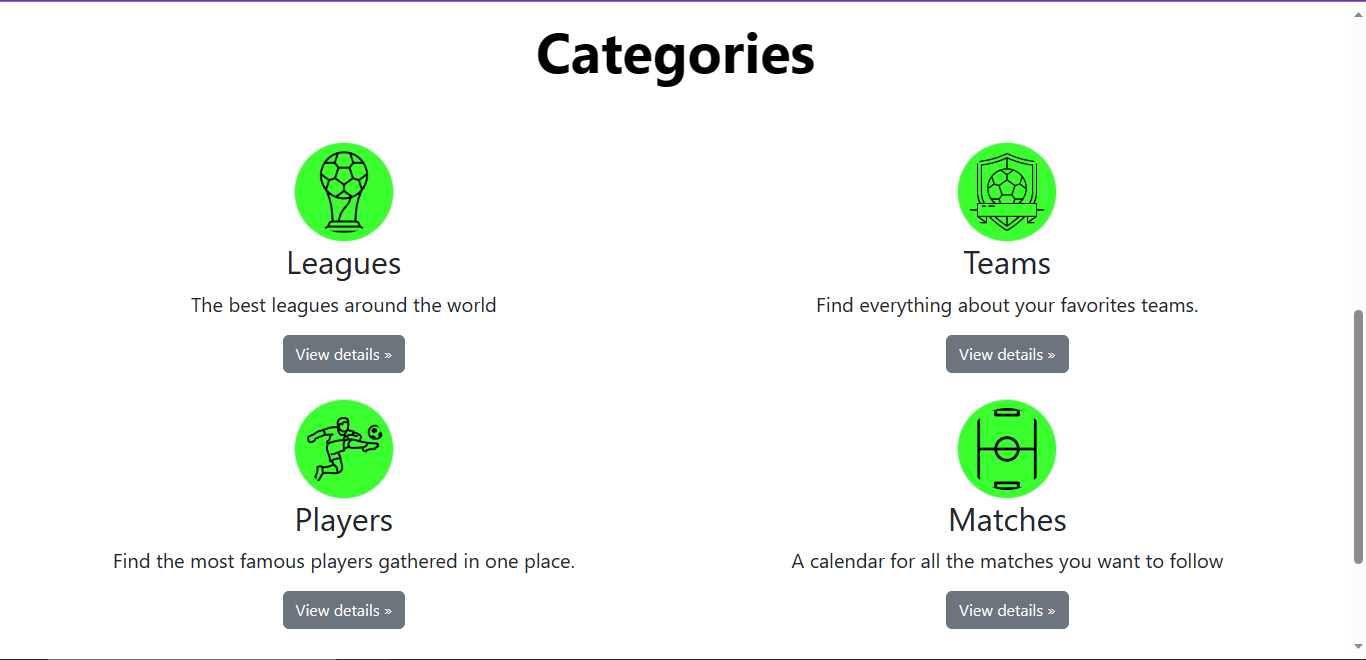 Categories
Leagues
The best leagues around the world
View details »
Teams
Find everything about your favorites teams.
View details »
Players
Find the most famous players gathered in one place.
View details »
Matches
A calendar for all the matches you want to follow
View details »